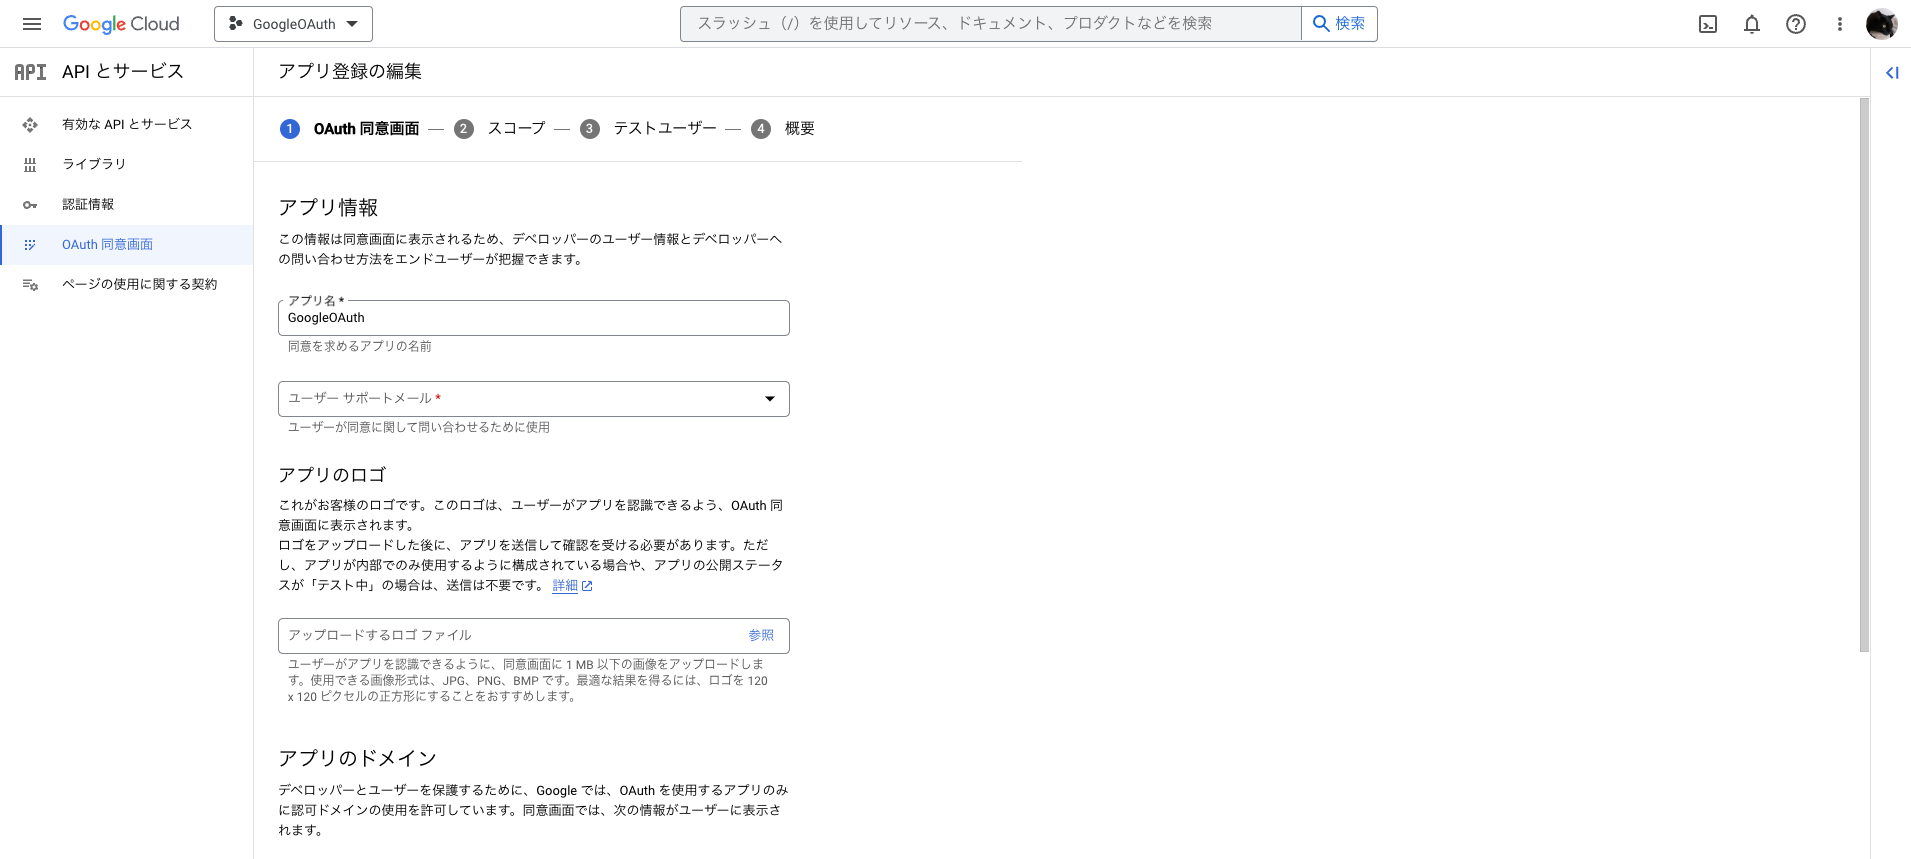 Google Cloud
GoogleOAuth
スラッシュ（/）を使用してリソース、ドキュメント、プロダクトなどを検索
検索
API
API とサービス
アプリ登録の編集
有効な API とサービス
ライブラリ
認証情報
OAuth 同意画面
ページの使用に関する契約
1 OAuth 同意画面 — 2 スコープ — 3 テストユーザー — 4 概要
アプリ情報
この情報は同意画面に表示されるため、デベロッパーのユーザー情報とデベロッパーへ
の問い合わせ方法をエンドユーザーが把握できます。
アプリ名 *
GoogleOAuth
同意を求めるアプリの名前
ユーザー サポートメール *
ユーザーが同意に関して問い合わせるために使用
アプリのロゴ
これがお客様のロゴです。このロゴは、ユーザーがアプリを認識できるよう、OAuth 同
意画面に表示されます。
ロゴをアップロードした後に、アプリを送信して確認を受ける必要があります。ただ
し、アプリが内部でのみ使用するように構成されている場合や、アプリの公開ステータ
スが「テスト中」の場合は、送信は不要です。 詳細
アップロードするロゴ ファイル
参照
ユーザーがアプリを認識できるように、同意画面に 1 MB 以下の画像をアップロードしま
す。使用できる画像形式は、JPG、PNG、BMP です。最適な結果を得るには、ロゴを 120
x 120 ピクセルの正方形にすることをおすすめします。
アプリのドメイン
デベロッパーとユーザーを保護するために、Google では、OAuth を使用するアプリのみ
に認可ドメインの使用を許可しています。同意画面では、次の情報がユーザーに表示さ
れます。